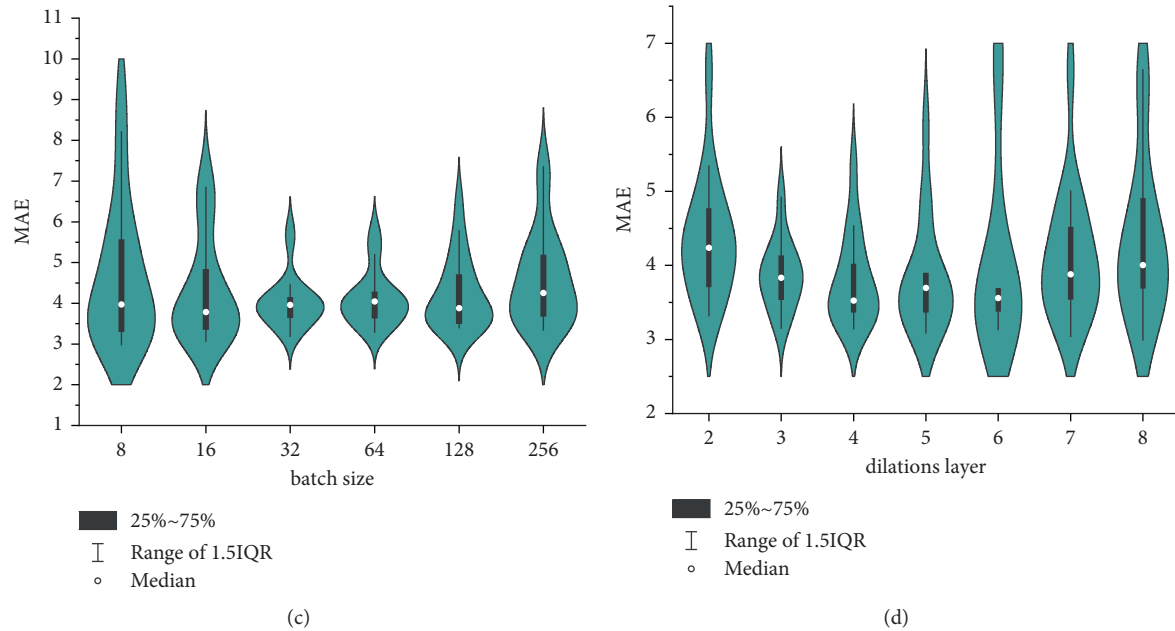 11
10
9
8
7
6
5
4
3
2
1
MAE
8 16 32 64 128 256
batch size
25%~75%
Range of 1.5IQR
Median
(c)
7
6
5
4
3
2
MAE
2 3 4 5 6 7 8
dilations layer
25%~75%
Range of 1.5IQR
Median
(d)